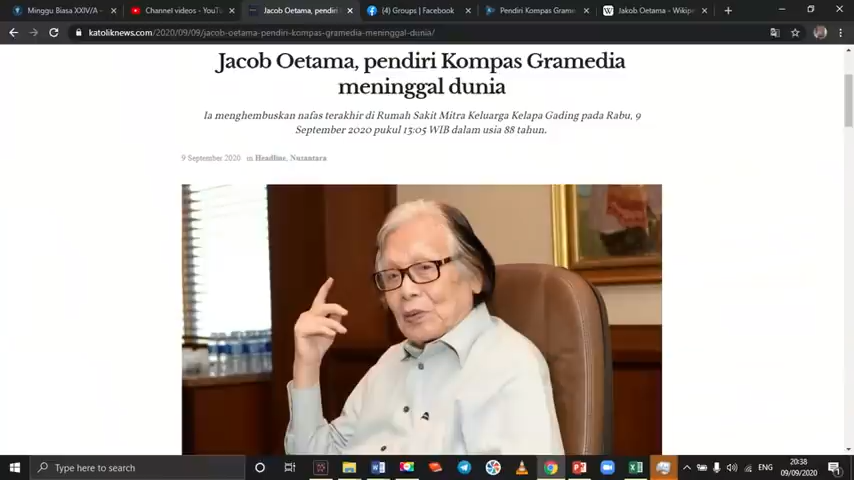 Minggu Biasa XXIV/A -
Channel videos - YouTu
Jacob Oetama, pendiri
(4) Groups | Facebook
Pendiri Kompas Grame
Jakob Oetama - Wikipe
katoliknews.com/2020/09/09/jacob-oetama-pendiri-kompas-gramedia-meninggal-dunia/
Jacob Oetama, pendiri Kompas Gramedia
meninggal dunia
Ia menghembuskan nafas terakhir di Rumah Sakit Mitra Keluarga Kelapa Gading pada Rabu, 9
September 2020 pukul 13:05 WIB dalam usia 88 tahun.
9 September 2020 in Headline, Nusantara
Type here to search
ENG
20:38
09/09/2020